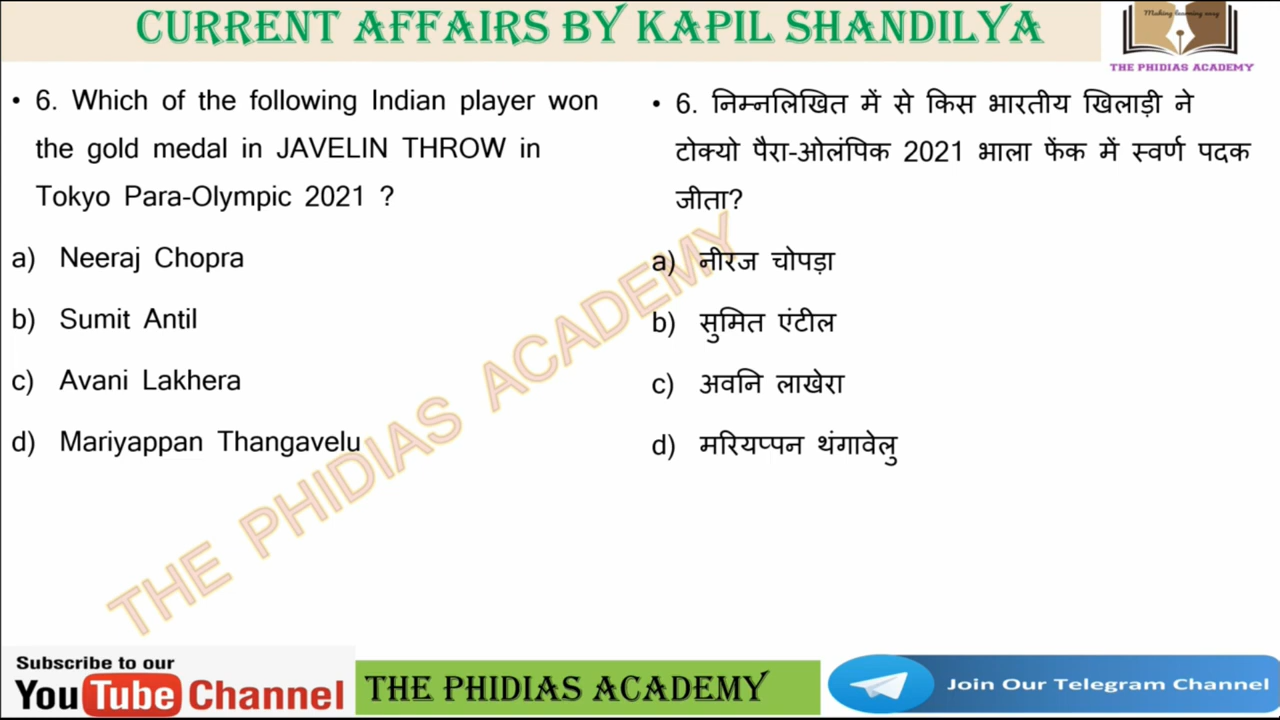 CURRENT AFFAIRS BY KAPIL SHANDILYA
Making learning easy
THE PHIDIAS ACADEMY
• 6. Which of the following Indian player won
the gold medal in JAVELIN THROW in
Tokyo Para-Olympic 2021 ?
a) Neeraj Chopra
b) Sumit Antil
c) Avani Lakhera
d) Mariyappan Thangavelu
• 6. निम्नलिखित में से किस भारतीय खिलाड़ी ने
टोक्यो पैरा-ओलंपिक 2021 भाला फेंक में स्वर्ण पदक
जीता?
a) नीरज चोपड़ा
b) सुमित एंटील
c) अवनि लाखेरा
d) मरियप्पन थंगावेलु
THE PHIDIAS ACADEMY
Subscribe to our
YouTube Channel
THE PHIDIAS ACADEMY
Join Our Telegram Channel